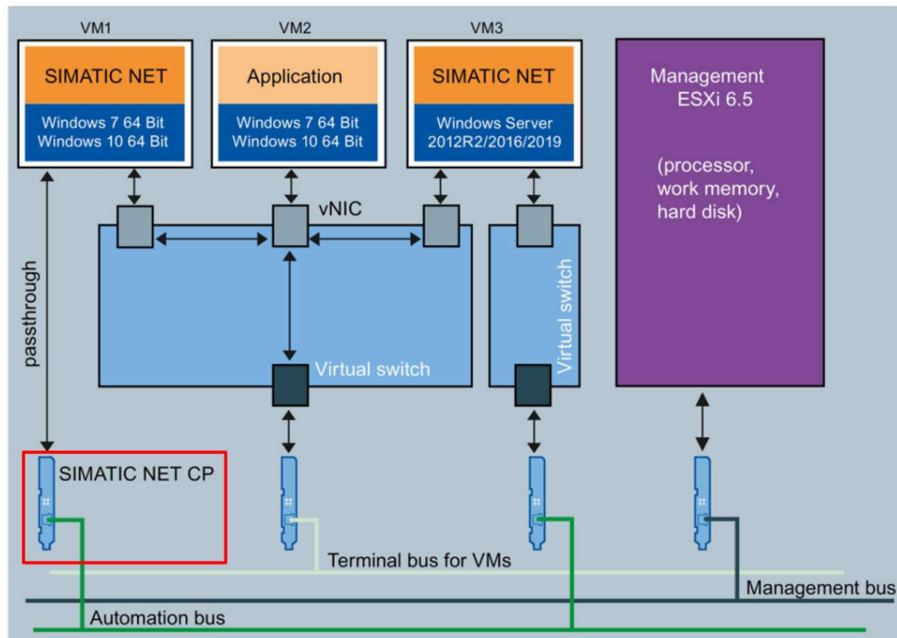 VM1
VM2
VM3
SIMATIC NET
Windows 7 64 Bit
Windows 10 64 Bit
Application
Windows 7 64 Bit
Windows 10 64 Bit
SIMATIC NET
Windows Server
2012R2/2016/2019
Management
ESXi 6.5
(processor,
work memory,
hard disk)
vNIC
passthrough
Virtual switch
Virtual switch
SIMATIC NET CP
Terminal bus for VMs
Management bus
Automation bus